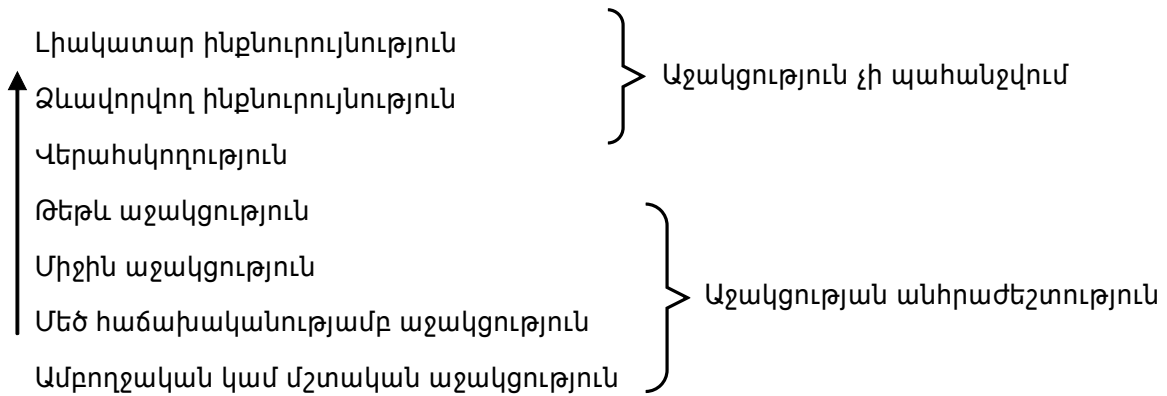 Լիակատար ինքնուրույնություն
Ձևավորվող ինքնուրույնություն
Աջակցություն չի պահանջվում
Վերահսկողություն
Թեթև աջակցություն
Միջին աջակցություն
Աջակցության անհրաժեշտություն
Մեծ հաճախականությամբ աջակցություն
Ամբողջական կամ մշտական աջակցություն